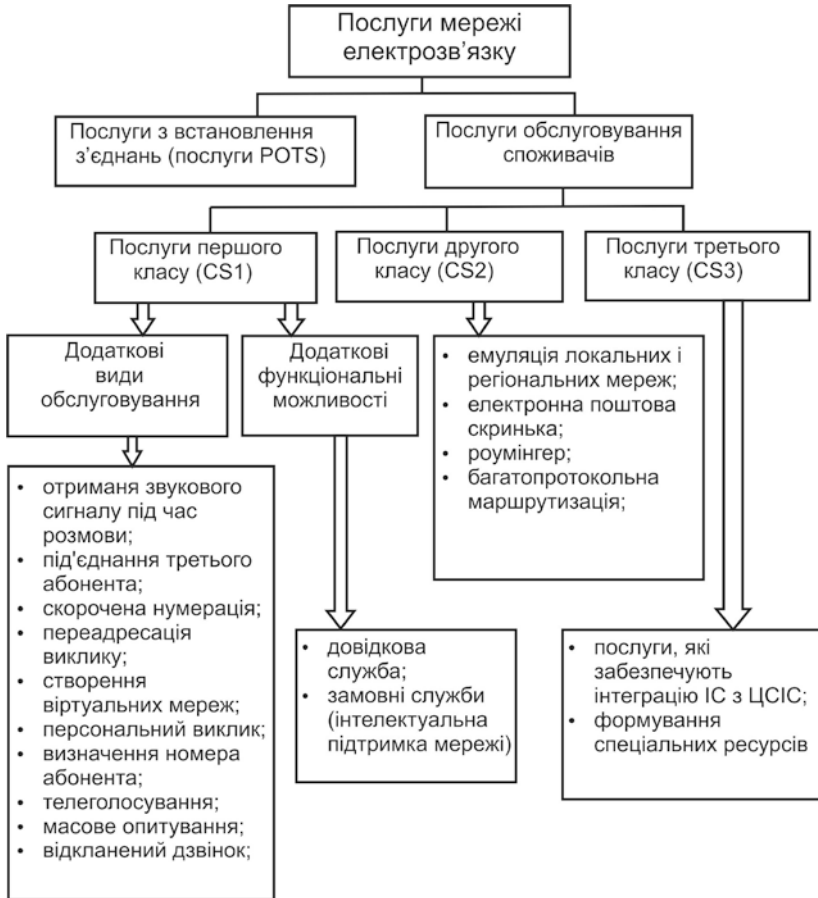 Послуги мережі
електрозв’язку
Послуги з встановлення
з’єднань (послуги POTS)
Послуги обслуговування
споживачів
Послуги першого
класу (CS1)
Послуги другого
класу (CS2)
Послуги третього
класу (CS3)
Додаткові
види
обслуговування
Додаткові
функціональні
можливості
• емуляція локальних і
регіональних мереж;
• електронна поштова
скринька;
• роумінгер;
• багатопротокольна
маршрутизація;
• отриманя звукового
сигналу під час
розмови;
• під'єднання третього
абонента;
• скорочена нумерація;
• переадресація
виклику;
• створення
віртуальних мереж;
• персональний виклик;
• визначення номера
абонента;
• телеголосування;
• масове опитування;
• відкланений дзвінок;
• довідкова
служба;
• замовні служби
(інтелектуальна
підтримка мережі)
• послуги, які
забезпечують
інтеграцію ІС з ЦСІС;
• формування
спеціальних ресурсів